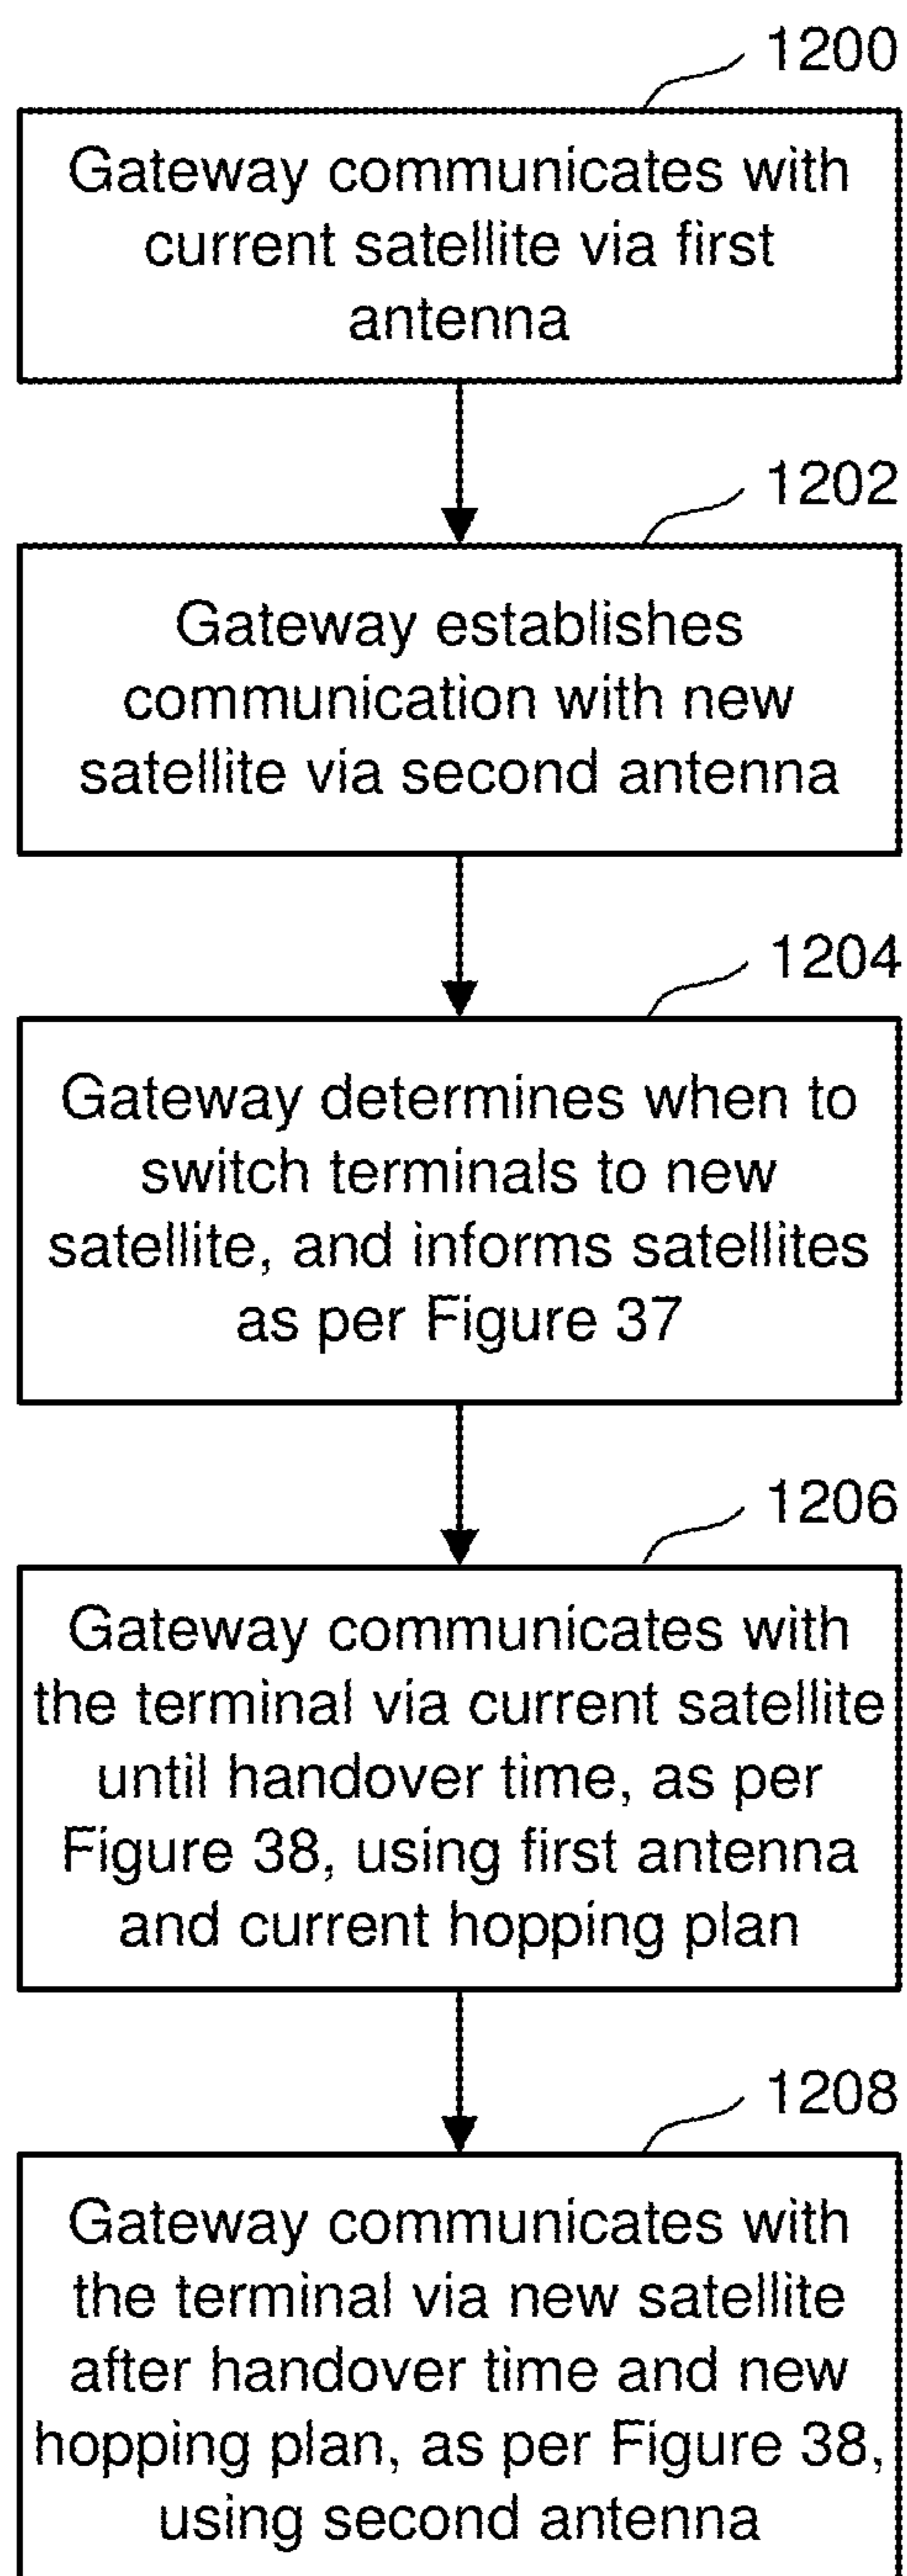 1200
Gateway communicates with
current satellite via first
antenna
1202
Gateway establishes
communication with new
satellite via second antenna
1204
Gateway determines when to
switch terminals to new
satellite, and informs satellites
as per Figure 37
1206
Gateway communicates with
the terminal via current satellite
until handover time, as per
Figure 38, using first antenna
and current hopping plan
1208
Gateway communicates with
the terminal via new satellite
after handover time and new
hopping plan, as per Figure 38,
using second antenna